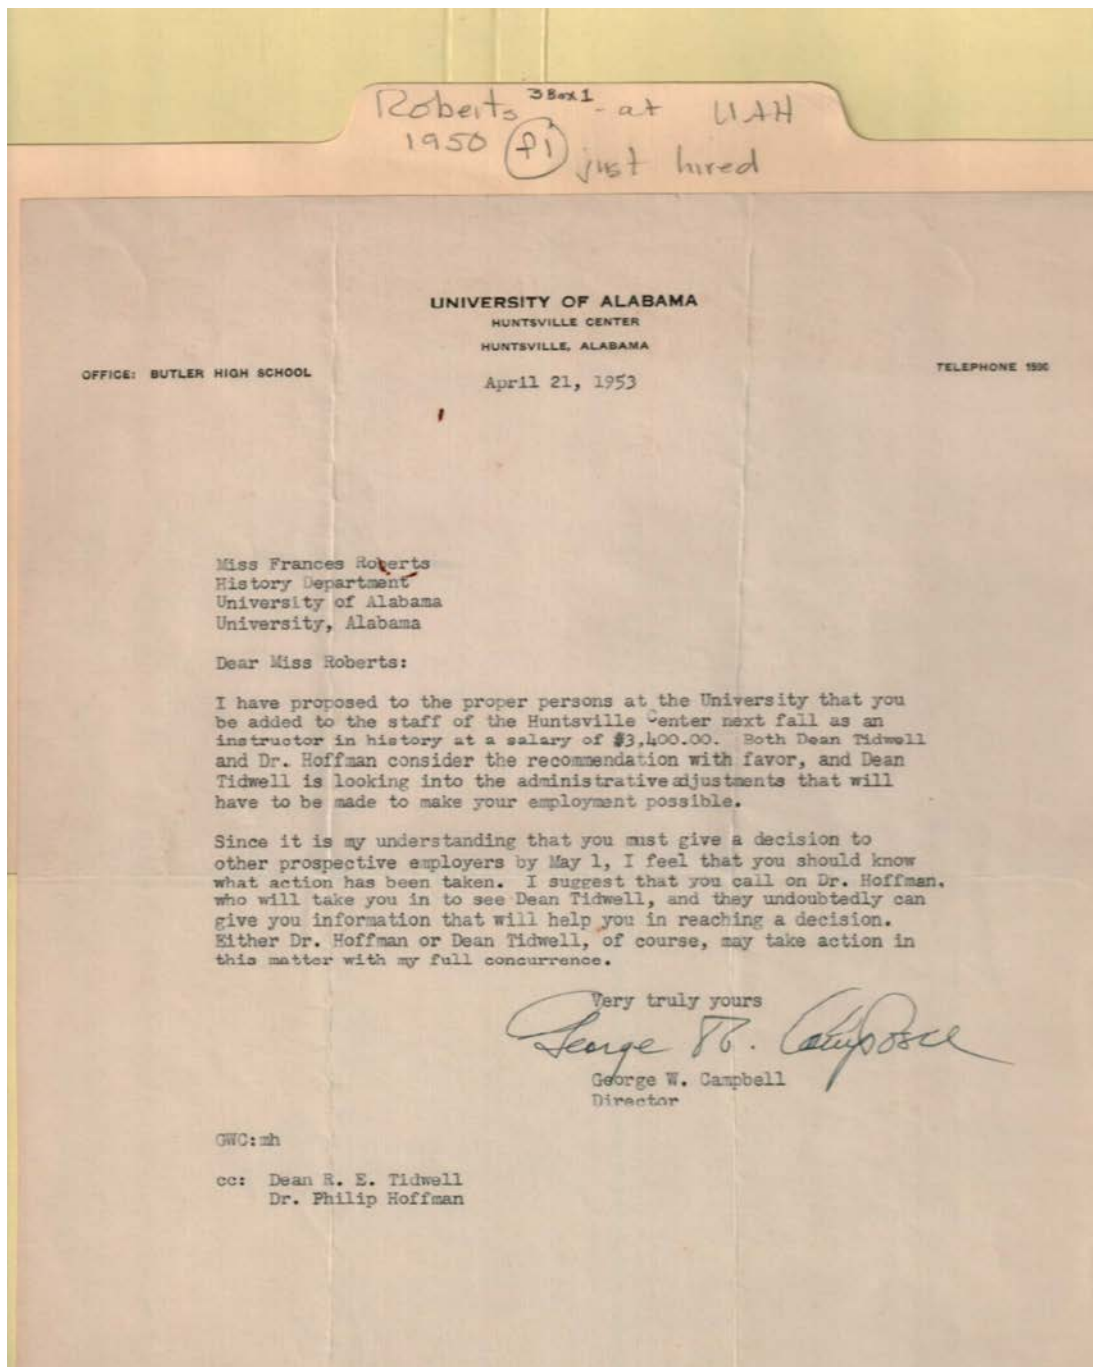 Roberts 3 Box 1 - at UAH
1950 f1 just hired
UNIVERSITY OF ALABAMA
HUNTSVILLE CENTER
HUNTSVILLE, ALABAMA
OFFICE: BUTLER HIGH SCHOOL
TELEPHONE
April 21, 1953
Miss Frances Roberts
History Department
University of Alabama
University, Alabama
Dear Miss Roberts:
I have proposed to the proper persons at the University that you
be added to the staff of the Huntsville Center next fall as an
instructor in history at a salary of $3,400.00. Both Dean Tidwell
and Dr. Hoffman consider the recommendation with favor, and Dean
Tidwell is looking into the administrative adjustments that will
have to be made to make your employment possible.
Since it is my understanding that you must give a decision to
other prospective employers by May 1, I feel that you should know
what action has been taken. I suggest that you call on Dr. Hoffman,
who will take you in to see Dean Tidwell, and they undoubtedly can
give you information that will help you in reaching a decision.
Either Dr. Hoffman or Dean Tidwell, of course, may take action in
this matter with my full concurrence.
Very truly yours
George W. Campbell
George W. Campbell
Director
GWC:mh
cc: Dean R. E. Tidwell
Dr. Philip Hoffman